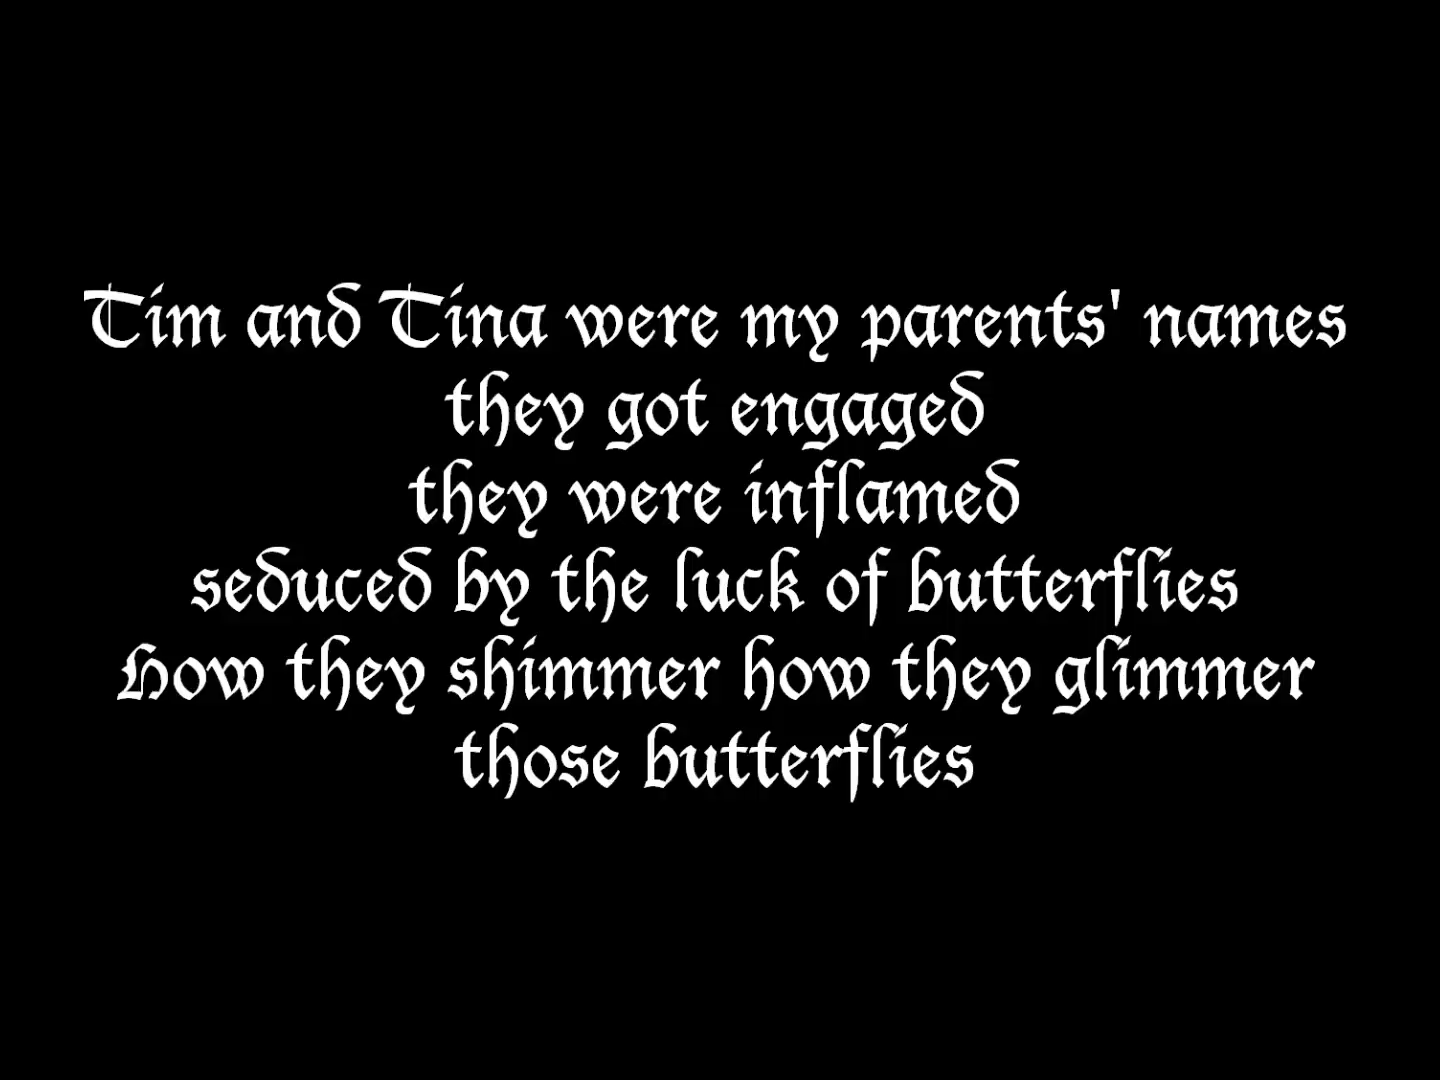 Tim and Tina were my parents' names
they got engaged
they were inflamed
seduced by the luck of butterflies
How they shimmer how they glimmer
those butterflies